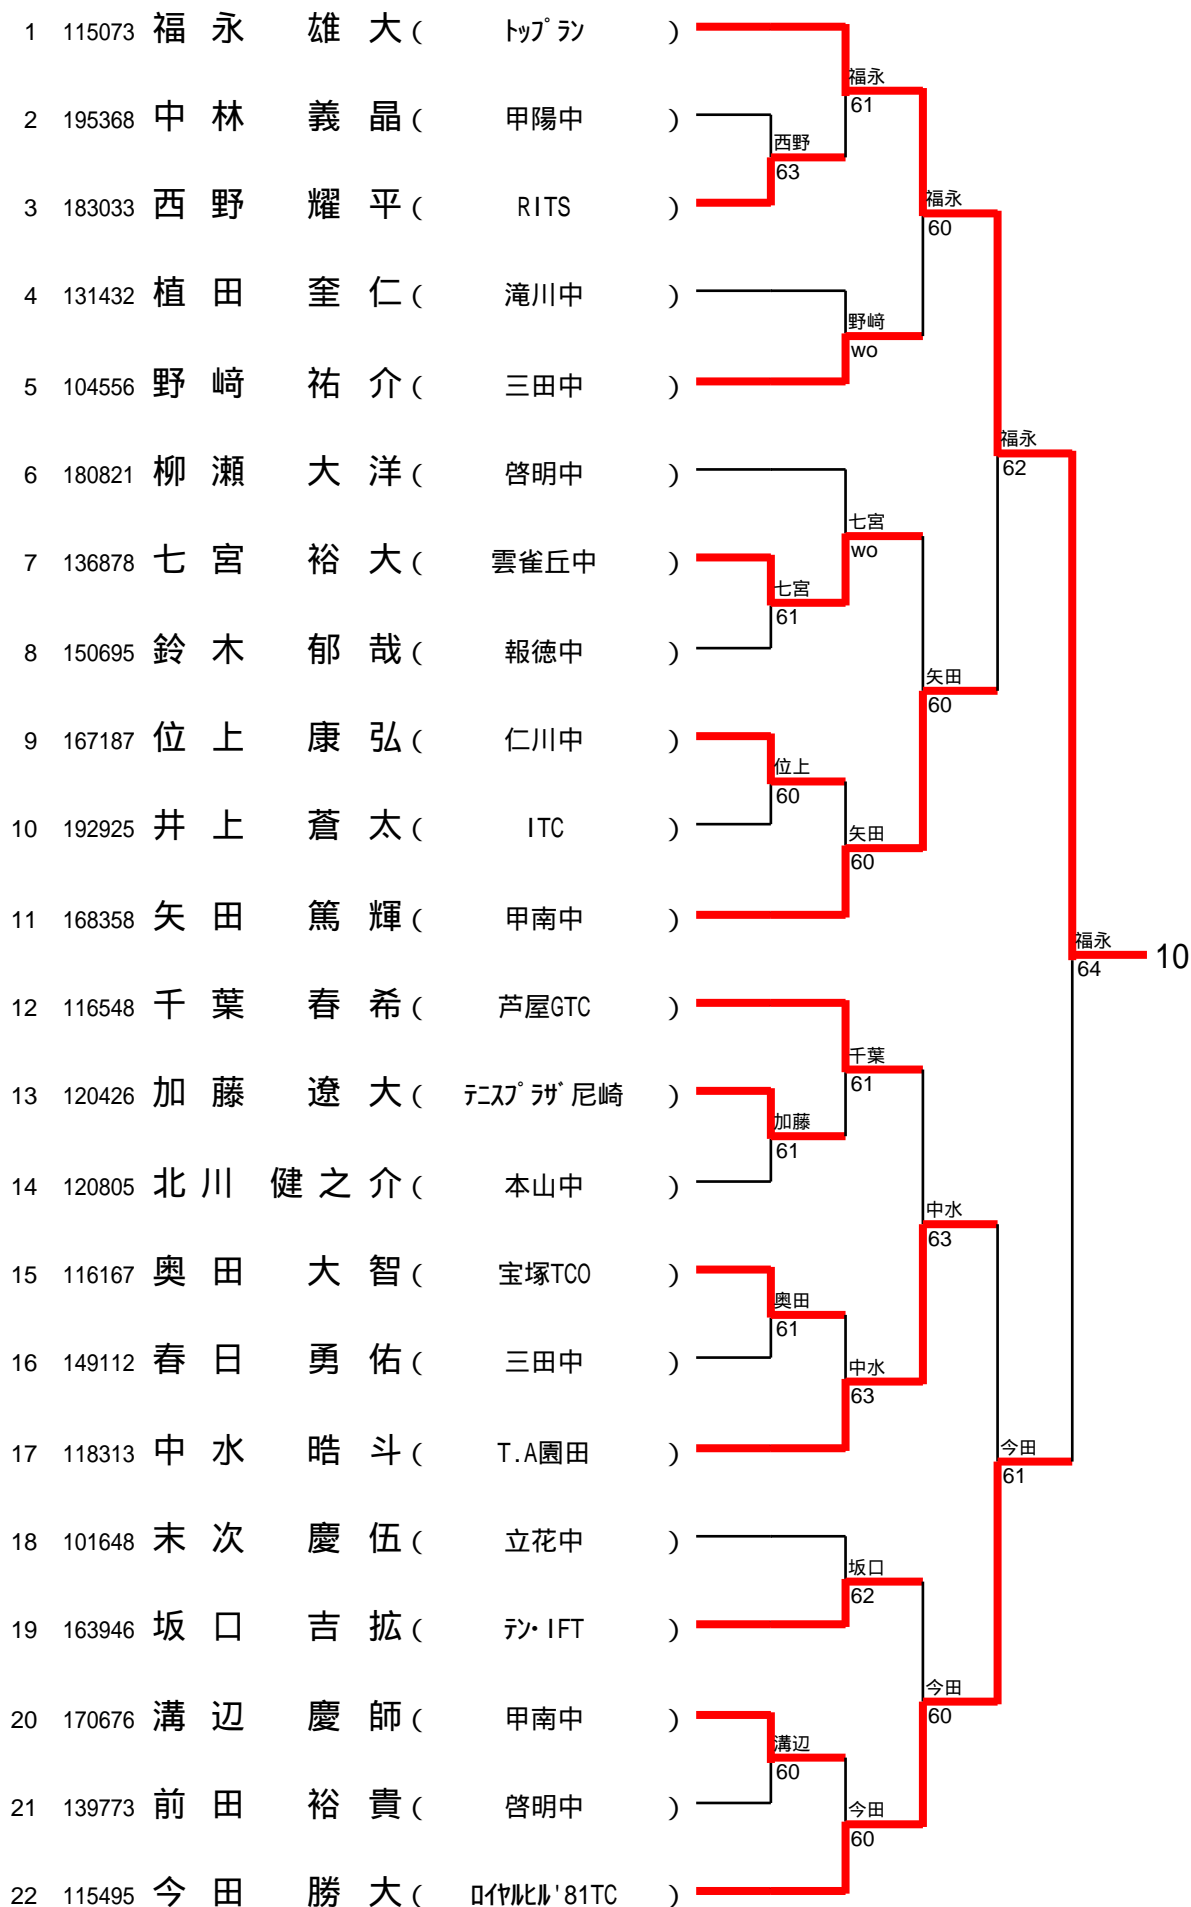 1 115073 福永 雄大 ( トップラン )
福永
61
2 195368 中林 義晶 ( 甲陽中 )
西野
63
3 183033 西野 耀平 ( RITS )
福永
60
4 131432 植田 奎仁 ( 滝川中 )
野﨑
wo
5 104556 野﨑 祐介 ( 三田中 )
福永
62
6 180821 柳瀬 大洋 ( 啓明中 )
七宮
wo
7 136878 七宮 裕大 ( 雲雀丘中 )
七宮
61
8 150695 鈴木 郁哉 ( 報徳中 )
矢田
60
9 167187 位上 康弘 ( 仁川中 )
位上
60
10 192925 井上 蒼太 ( ITC )
矢田
60
11 168358 矢田 篤輝 ( 甲南中 )
福永
64
10
12 116548 千葉 春希 ( 芦屋GTC )
千葉
61
13 120426 加藤 遼大 ( テニスプラザ尼崎 )
加藤
61
14 120805 北川 健之介 ( 本山中 )
中水
63
15 116167 奥田 大智 ( 宝塚TCO )
奥田
61
16 149112 春日 勇佑 ( 三田中 )
中水
63
17 118313 中水 晧斗 ( T.A園田 )
今田
61
18 101648 末次 慶伍 ( 立花中 )
坂口
62
19 163946 坂口 吉拡 ( テン・IFT )
今田
60
20 170676 溝辺 慶師 ( 甲南中 )
溝辺
60
21 139773 前田 裕貴 ( 啓明中 )
今田
60
22 115495 今田 勝大 ( ロイヤルヒル'81TC )